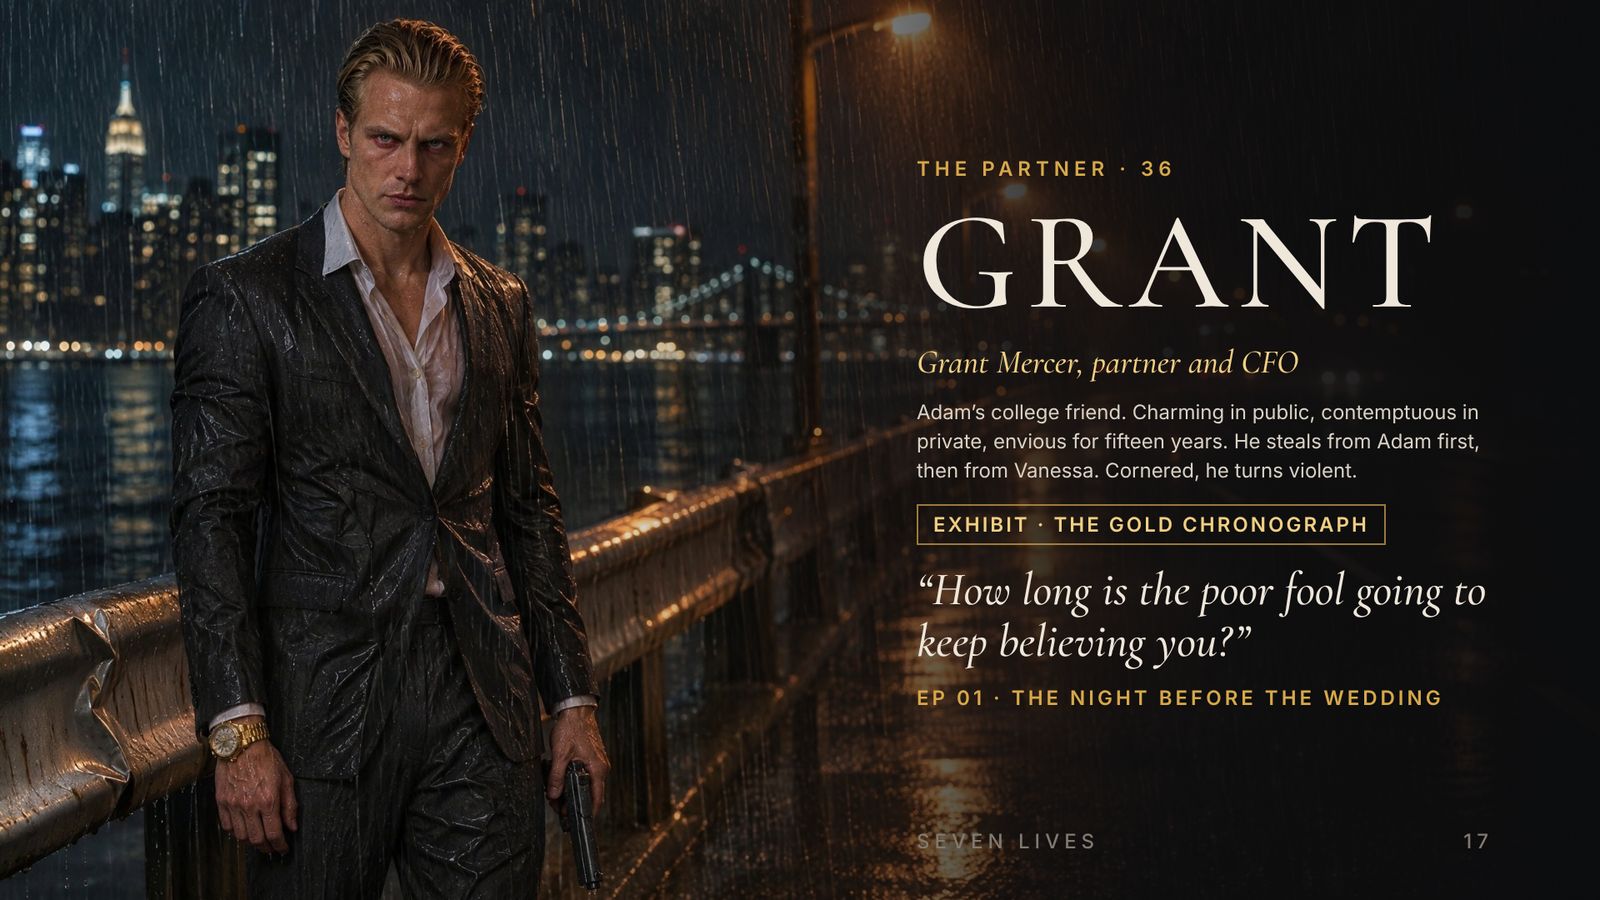 THE PARTNER · 36
GRANT
Grant Mercer, partner and CFO
Adam’s college friend. Charming in public, contemptuous in
private, envious for fifteen years. He steals from Adam first,
then from Vanessa. Cornered, he turns violent.
EXHIBIT · THE GOLD CHRONOGRAPH
“How long is the poor fool going to
keep believing you?”
EP 01 · THE NIGHT BEFORE THE WEDDING
SEVEN LIVES
17